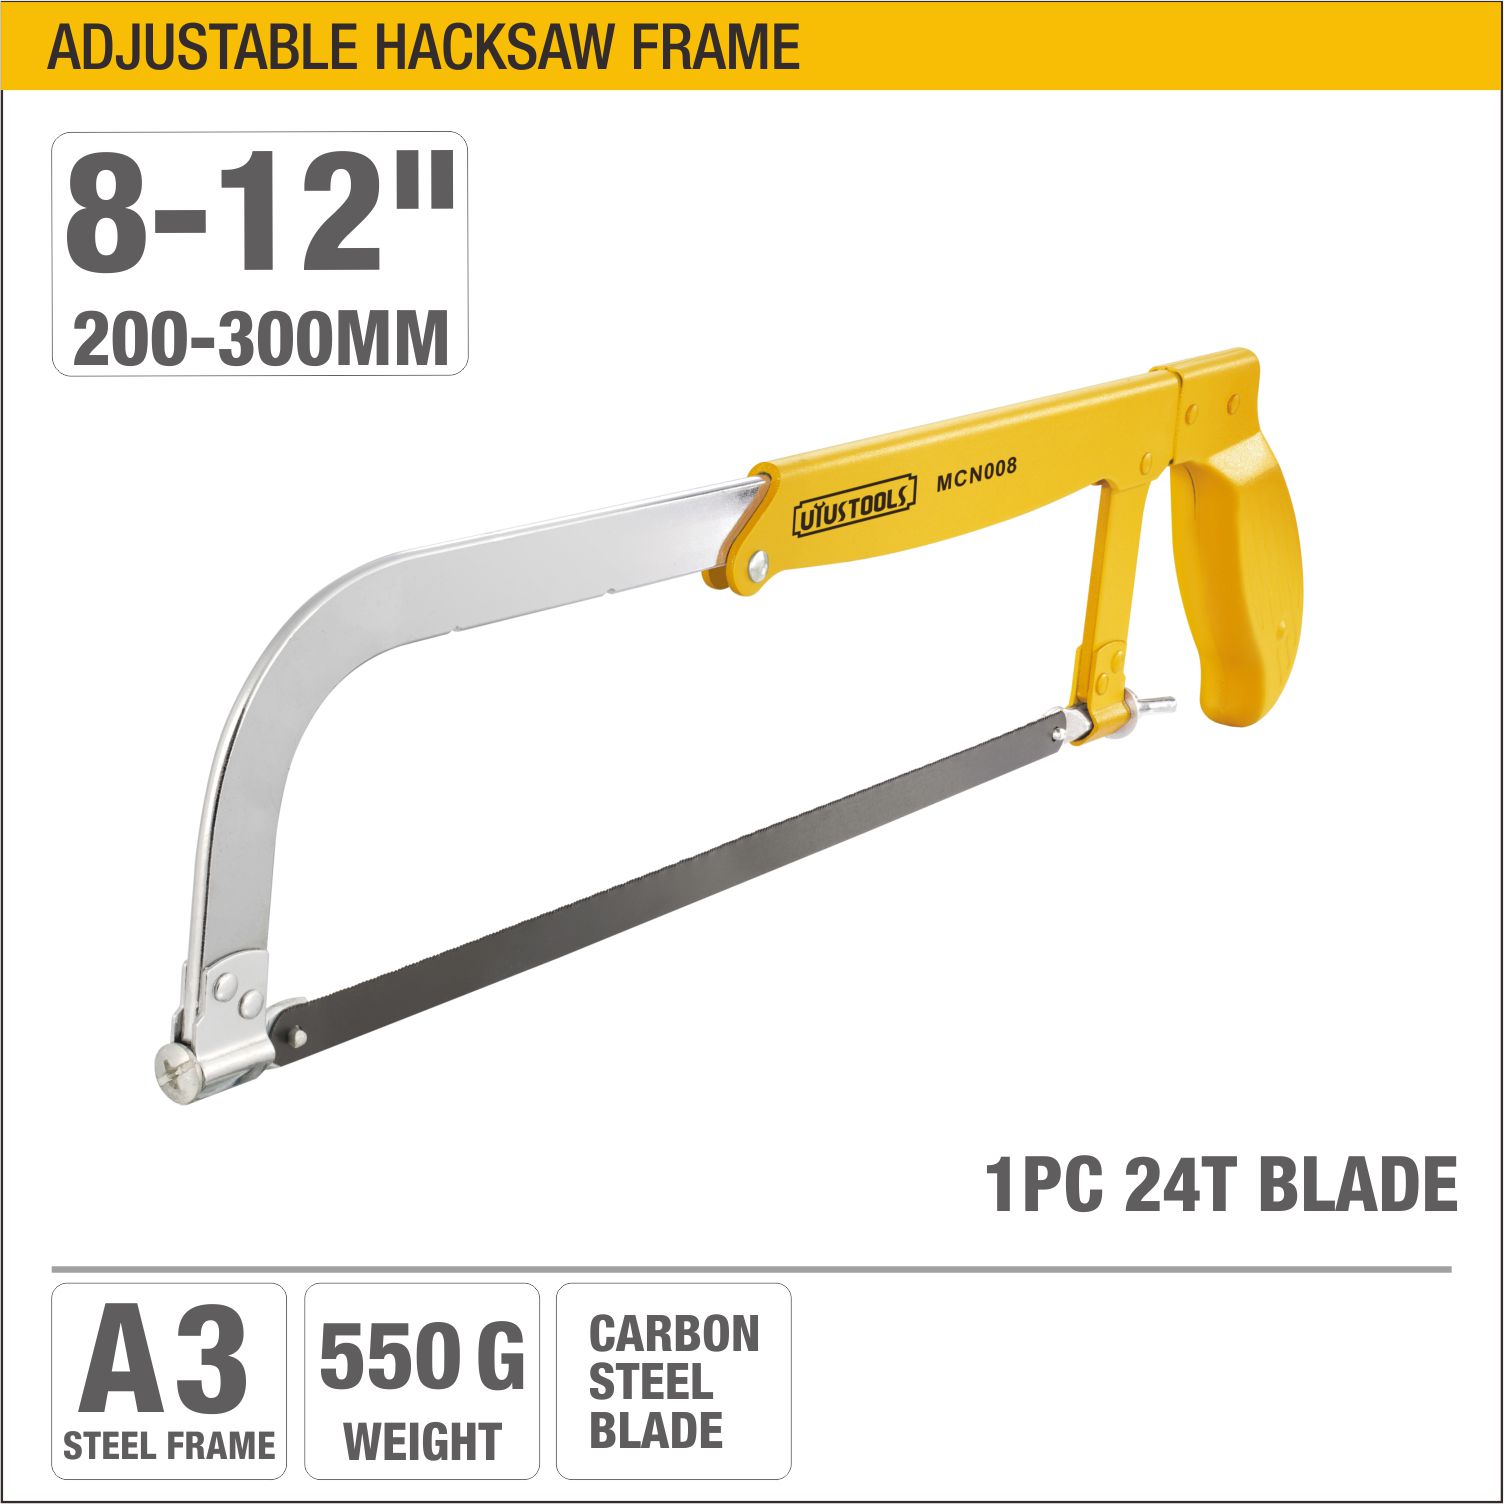 ADJUSTABLE HACKSAW FRAME
8-12"
200-300MM
UYUSTOOLS MCN008
1PC 24T BLADE
A3
STEEL FRAME
550 G
WEIGHT
CARBON
STEEL
BLADE